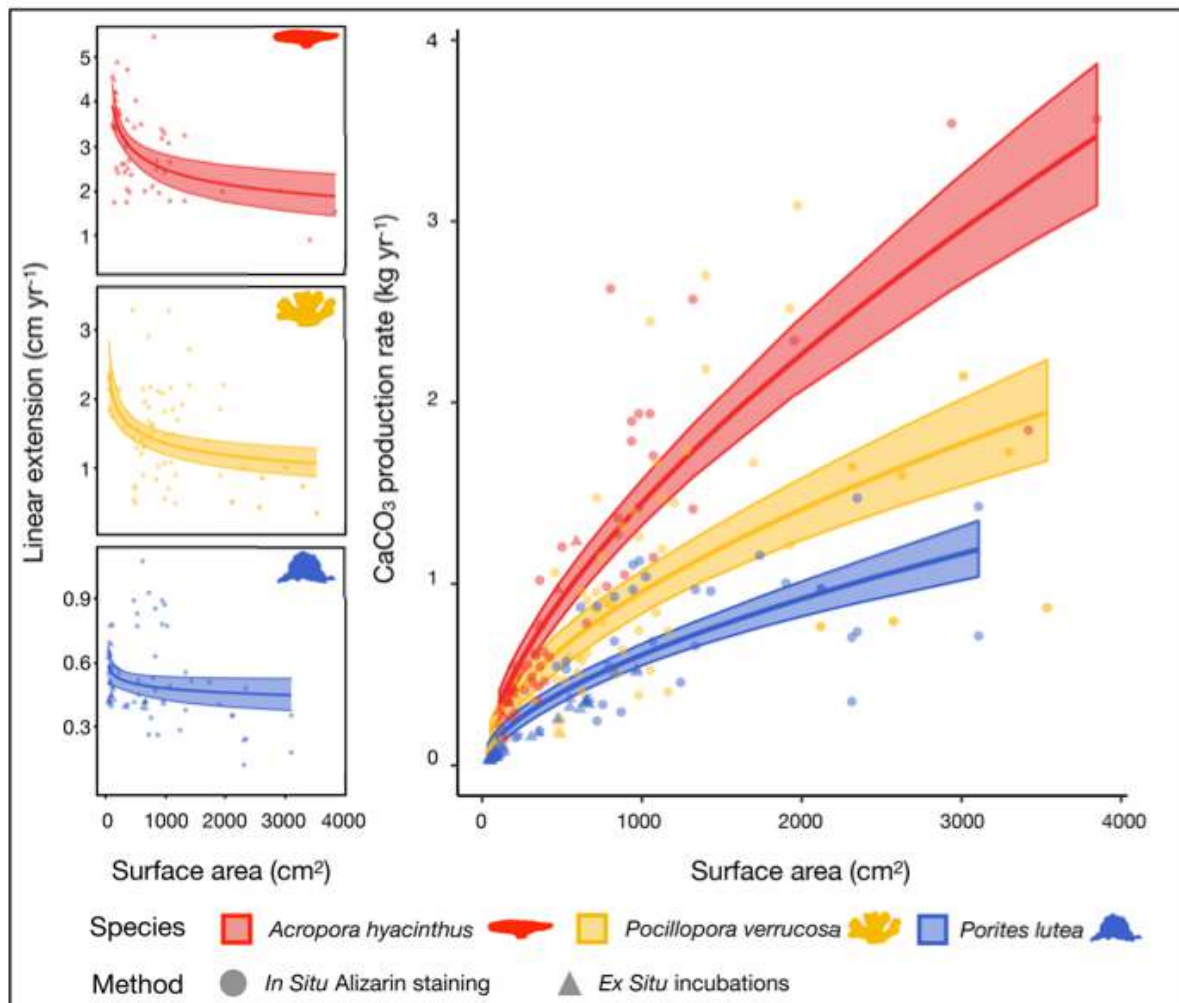 Linear extension (cm yr⁻¹)
5
4
3
2
1
3
2
1
0.9
0.6
0.3
0 1000 2000 3000 4000
Surface area (cm²)
CaCO₃ production rate (kg yr⁻¹)
4
3
2
1
0
0 1000 2000 3000 4000
Surface area (cm²)
Species Acropora hyacinthus Pocillopora verrucosa Porites lutea
Method In Situ Alizarin staining Ex Situ incubations